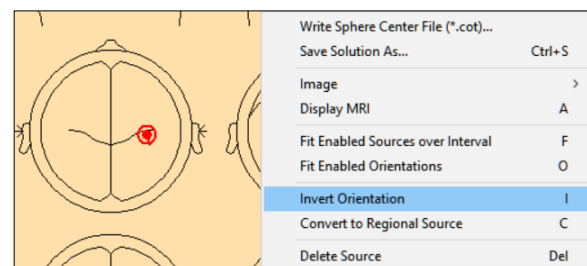 Write Sphere Center File (*.cot)...
Save Solution As... Ctrl+S
Image >
Display MRI A
Fit Enabled Sources over Interval F
Fit Enabled Orientations O
Invert Orientation I
Convert to Regional Source C
Delete Source Del